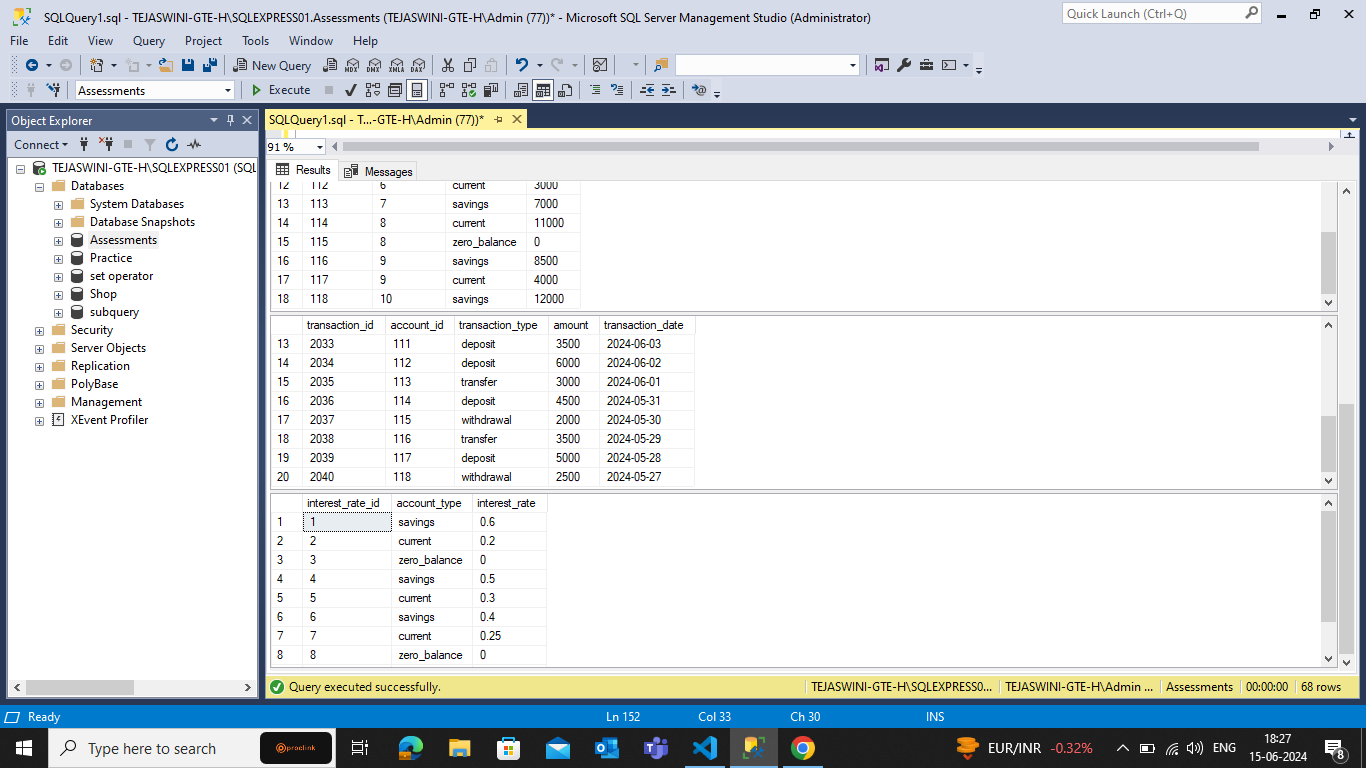 SQLQuery1.sql - TEJASWINI-GTE-H\SQLEXPRESS01.Assessments (TEJASWINI-GTE-H\Admin (77))* - Microsoft SQL Server Management Studio (Administrator)
Quick Launch (Ctrl+Q)
File Edit View Query Project Tools Window Help
New Query MDX DMX XMLA DAX
Assessments Execute
Object Explorer
SQLQuery1.sql - T...-GTE-H\Admin (77))*
Connect
91 %
Results Messages
TEJASWINI-GTE-H\SQLEXPRESS01 (SQL
Databases
System Databases
Database Snapshots
Assessments
Practice
set operator
Shop
subquery
Security
Server Objects
Replication
PolyBase
Management
XEvent Profiler
12 112 6 current 3000
13 113 7 savings 7000
14 114 8 current 11000
15 115 8 zero_balance 0
16 116 9 savings 8500
17 117 9 current 4000
18 118 10 savings 12000
transaction_id account_id transaction_type amount transaction_date
13 2033 111 deposit 3500 2024-06-03
14 2034 112 deposit 6000 2024-06-02
15 2035 113 transfer 3000 2024-06-01
16 2036 114 deposit 4500 2024-05-31
17 2037 115 withdrawal 2000 2024-05-30
18 2038 116 transfer 3500 2024-05-29
19 2039 117 deposit 5000 2024-05-28
20 2040 118 withdrawal 2500 2024-05-27
interest_rate_id account_type interest_rate
1 1 savings 0.6
2 2 current 0.2
3 3 zero_balance 0
4 4 savings 0.5
5 5 current 0.3
6 6 savings 0.4
7 7 current 0.25
8 8 zero_balance 0
Query executed successfully. TEJASWINI-GTE-H\SQLEXPRESS0... TEJASWINI-GTE-H\Admin ... Assessments 00:00:00 68 rows
Ready Ln 152 Col 33 Ch 30 INS
Type here to search proclink EUR/INR -0.32% ENG 18:27
15-06-2024 8